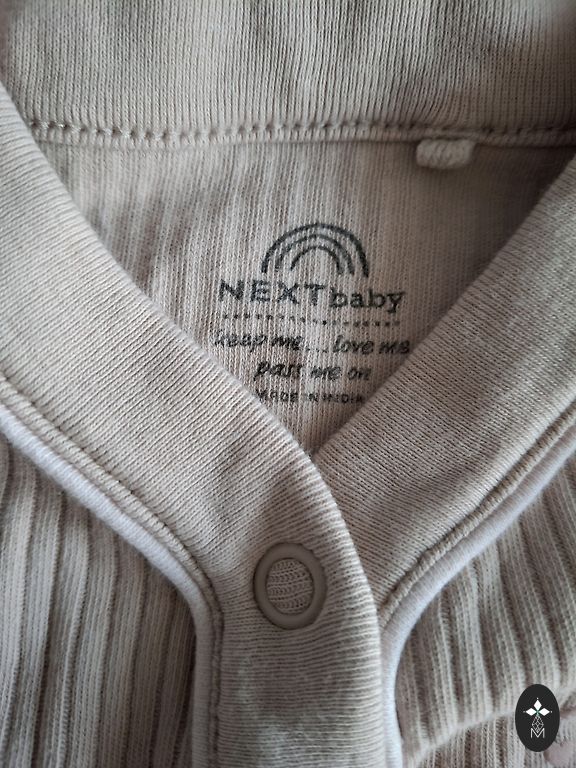 NEXTbaby
keep me...love me
pass me on
MADE IN INDIA
M